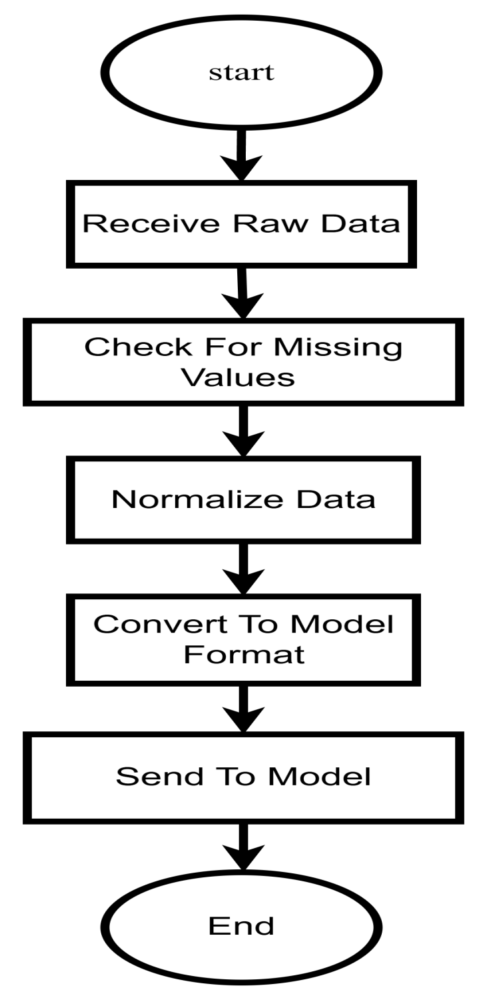 start
Receive Raw Data
Check For Missing
Values
Normalize Data
Convert To Model
Format
Send To Model
End